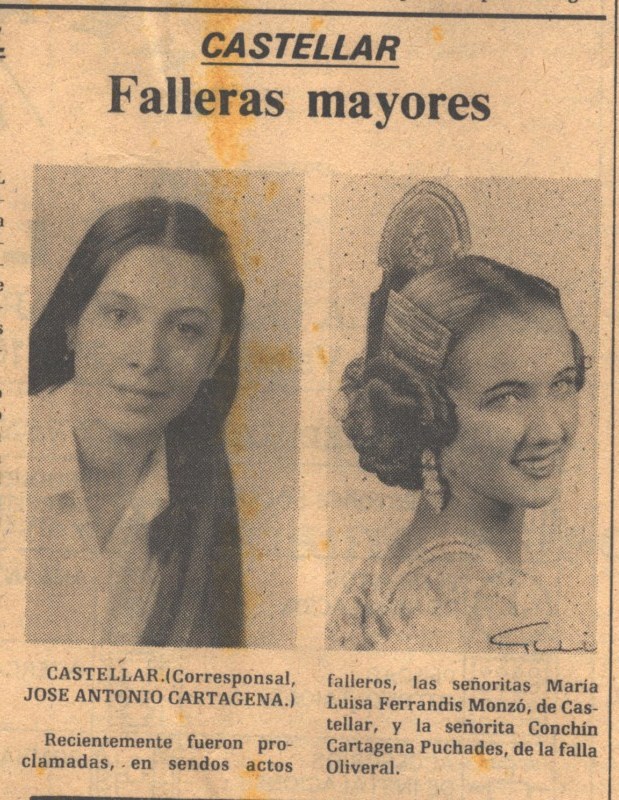 CASTELLAR
Falleras mayores
CASTELLAR.(Corresponsal,
JOSE ANTONIO CARTAGENA.)
Recientemente fueron pro-
clamadas, en sendos actos
falleros, las señoritas María
Luisa Ferrandis Monzó, de Cas-
tellar, y la señorita Conchín
Cartagena Puchades, de la falla
Oliveral.